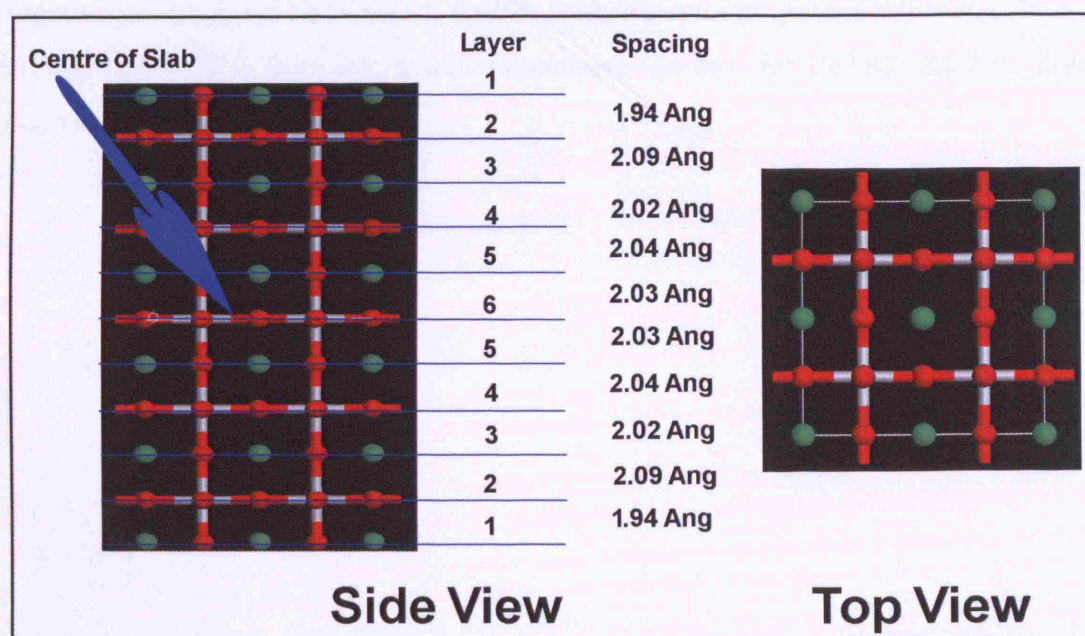 Centre of Slab
Layer
Spacing
1
1.94 Ang
2
2.09 Ang
3
2.02 Ang
4
2.04 Ang
5
2.03 Ang
6
2.03 Ang
5
2.04 Ang
4
2.02 Ang
3
2.09 Ang
2
1.94 Ang
1
Side View
Top View